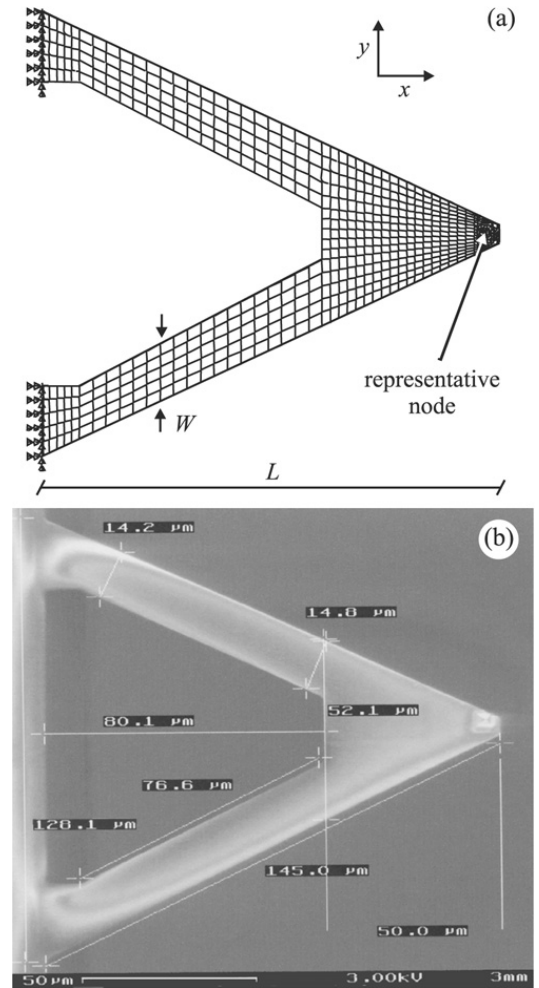 (a)
y
x
representative
node
W
L
(b)
14.2 µm
14.8 µm
52.1 µm
80.1 µm
76.6 µm
128.1 µm
145.0 µm
50.0 µm
50µm 3.00kV 3mm